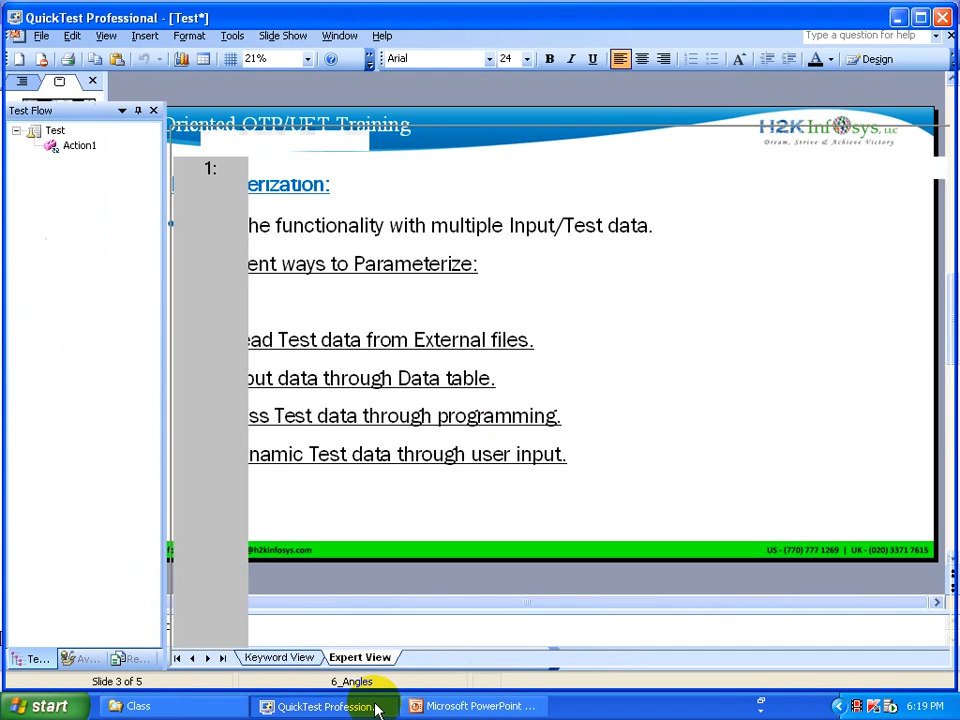 QuickTest Professional - [Test*]
File Edit View Insert Format Tools Slide Show Window Help
Type a question for help
21%
Arial
24
B I U
A
A
Design
Test Flow
Oriented QTP/UFT Training
H2K Infosys, LLC
Dream, Strive & Achieve Victory
Test
Action1
1:
erization:
he functionality with multiple Input/Test data.
ent ways to Parameterize:
ead Test data from External files.
put data through Data table.
ss Test data through programming.
namic Test data through user input.
@h2kinfosys.com
US - (770) 777 1269 | UK - (020) 3371 7615
Te...
Av...
Re...
Keyword View
Expert View
Slide 3 of 5
6_Angles
start
Class
QuickTest Profession...
Microsoft PowerPoint ...
6:19 PM